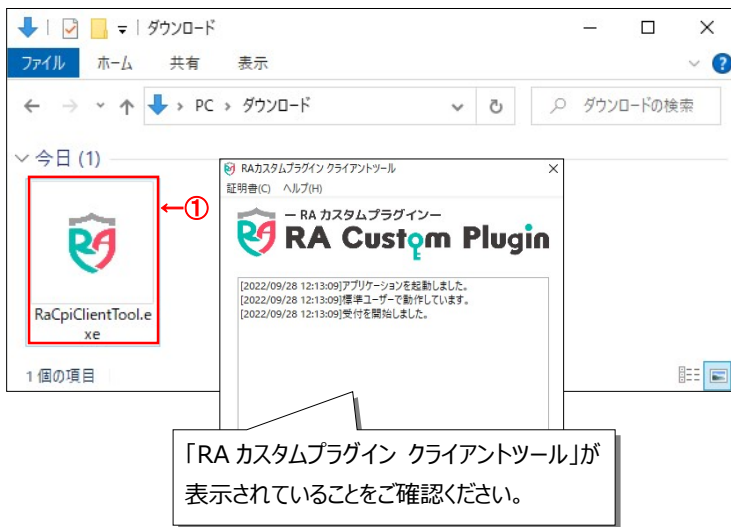 ダウンロード
ファイル ホーム 共有 表示
PC › ダウンロード
ダウンロードの検索
今日 (1)
RaCpiClientTool.e
xe
←①
RAカスタムプラグイン クライアントツール
証明書(C) ヘルプ(H)
RA
ー RA カスタムプラグインー
RA Custom Plugin
[2022/09/28 12:13:09]アプリケーションを起動しました。
[2022/09/28 12:13:09]標準ユーザーで動作しています。
[2022/09/28 12:13:09]受付を開始しました。
1 個の項目
「RA カスタムプラグイン クライアントツール」が
表示されていることをご確認ください。